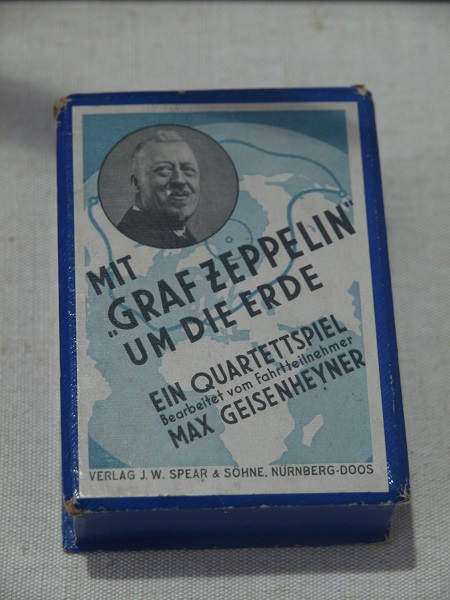 MIT
„GRAF ZEPPELIN"
UM DIE ERDE
EIN QUARTETTSPIEL
Bearbeitet vom Fahrtteilnehmer
MAX GEISENHEYNER
VERLAG J. W. SPEAR & SÖHNE, NÜRNBERG-DOOS